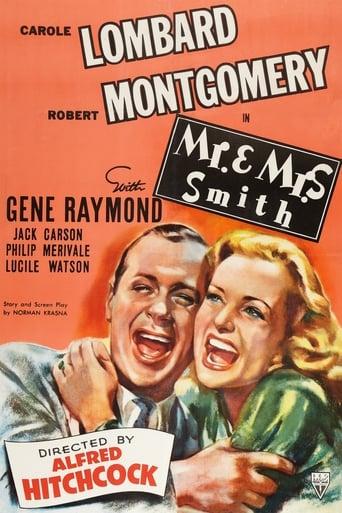 CAROLE LOMBARD
ROBERT MONTGOMERY
IN
Mr. & Mrs
Smith
With
GENE RAYMOND
JACK CARSON
PHILIP MERIVALE
LUCILE WATSON
Story and Screen Play
by NORMAN KRASNA
DIRECTED BY
ALFRED
HITCHCOCK